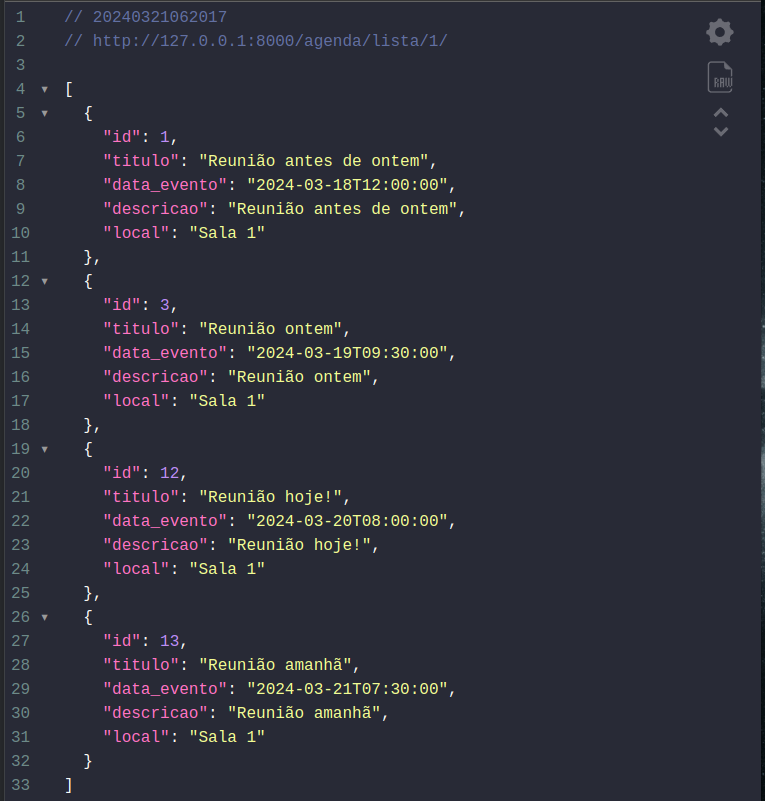 1 // 20240321062017
2 // http://127.0.0.1:8000/agenda/lista/1/
3
4 [
5 {
6 "id": 1,
7 "titulo": "Reunião antes de ontem",
8 "data_evento": "2024-03-18T12:00:00",
9 "descricao": "Reunião antes de ontem",
10 "local": "Sala 1"
11 },
12 {
13 "id": 3,
14 "titulo": "Reunião ontem",
15 "data_evento": "2024-03-19T09:30:00",
16 "descricao": "Reunião ontem",
17 "local": "Sala 1"
18 },
19 {
20 "id": 12,
21 "titulo": "Reunião hoje!",
22 "data_evento": "2024-03-20T08:00:00",
23 "descricao": "Reunião hoje!",
24 "local": "Sala 1"
25 },
26 {
27 "id": 13,
28 "titulo": "Reunião amanhã",
29 "data_evento": "2024-03-21T07:30:00",
30 "descricao": "Reunião amanhã",
31 "local": "Sala 1"
32 }
33 ]
RAW